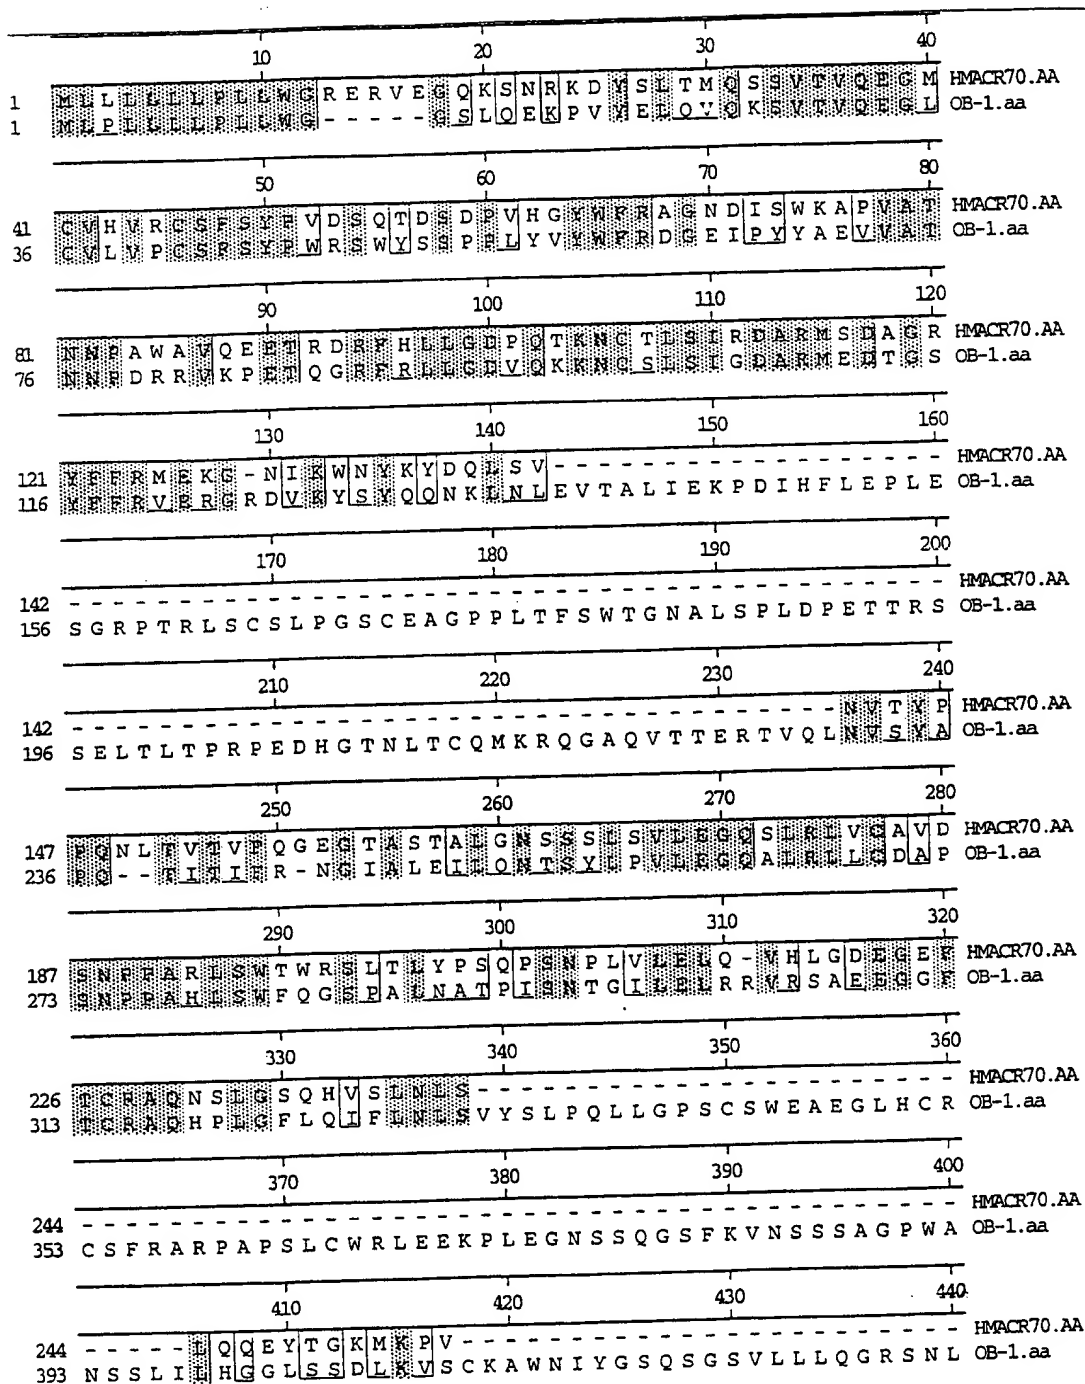 10 20 30 40
1 M L L L L L L P L L W G R E R V E G Q K S N R K D Y S L T M Q S S V T V Q E G M HMACR70.AA
1 M L P L L L L P L L W G - - - - - G S L Q E K P V Y E L Q V Q K S V T V Q E G L OB-1.aa
50 60 70 80
41 C V H V R C S F S Y P V D S Q T D S D P V H G Y W F R A G N D I S W K A P V A T HMACR70.AA
36 C V L V P C S F S Y P W R S W Y S S P P L Y V Y W F R D G E I P Y Y A E V V A T OB-1.aa
90 100 110 120
81 N N P A W A V Q E E T R D R F H L L G D P Q T K N C T L S I R D A R M S D A G R HMACR70.AA
76 N N P D R R V K P E T Q G R F R L L G D V Q K K N C S L S I G D A R M E D T G S OB-1.aa
130 140 150 160
121 Y F F R M E K G - N I K W N Y K Y D Q L S V - - - - - - - - - - - - - - - - - - HMACR70.AA
116 Y F F R V E R G R D V K Y S Y Q Q N K L N L E V T A L I E K P D I H F L E P L E OB-1.aa
170 180 190 200
142 - - - - - - - - - - - - - - - - - - - - - - - - - - - - - - - - - - - - - - - - HMACR70.AA
156 S G R P T R L S C S L P G S C E A G P P L T F S W T G N A L S P L D P E T T R S OB-1.aa
210 220 230 240
142 - - - - - - - - - - - - - - - - - - - - - - - - - - - - - - - - - - - N V T Y P HMACR70.AA
196 S E L T L T P R P E D H G T N L T C Q M K R Q G A Q V T T E R T V Q L N V S Y A OB-1.aa
250 260 270 280
147 P Q N L T V T V F Q G E G T A S T A L G N S S S L S V L E G Q S L R L V C A V D HMACR70.AA
236 P Q - - T I T I F R - N G I A L E I L Q N T S Y L P V L E G Q A L R L L C D A P OB-1.aa
290 300 310 320
187 S N P P A R L S W T W R S L T L Y P S Q P S N P L V L E L Q - V H L G D E G E F HMACR70.AA
273 S N P P A H L S W F Q G S P A L N A T P I S N T G I L E L R R V R S A E E G G F OB-1.aa
330 340 350 360
226 T C R A Q N S L G S Q H V S L N L S - - - - - - - - - - - - - - - - - - - - - - HMACR70.AA
313 T C R A Q H P L G F L Q I F L N L S V Y S L P Q L L G P S C S W E A E G L H C R OB-1.aa
370 380 390 400
244 - - - - - - - - - - - - - - - - - - - - - - - - - - - - - - - - - - - - - - - - HMACR70.AA
353 C S F R A R P A P S L C W R L E E K P L E G N S S Q G S F K V N S S S A G P W A OB-1.aa
410 420 430 440
244 - - - - - L Q Q E Y T G K M K P V - - - - - - - - - - - - - - - - - - - - - - - HMACR70.AA
393 N S S L I L H G G L S S D L K V S C K A W N I Y G S Q S G S V L L L Q G R S N L OB-1.aa